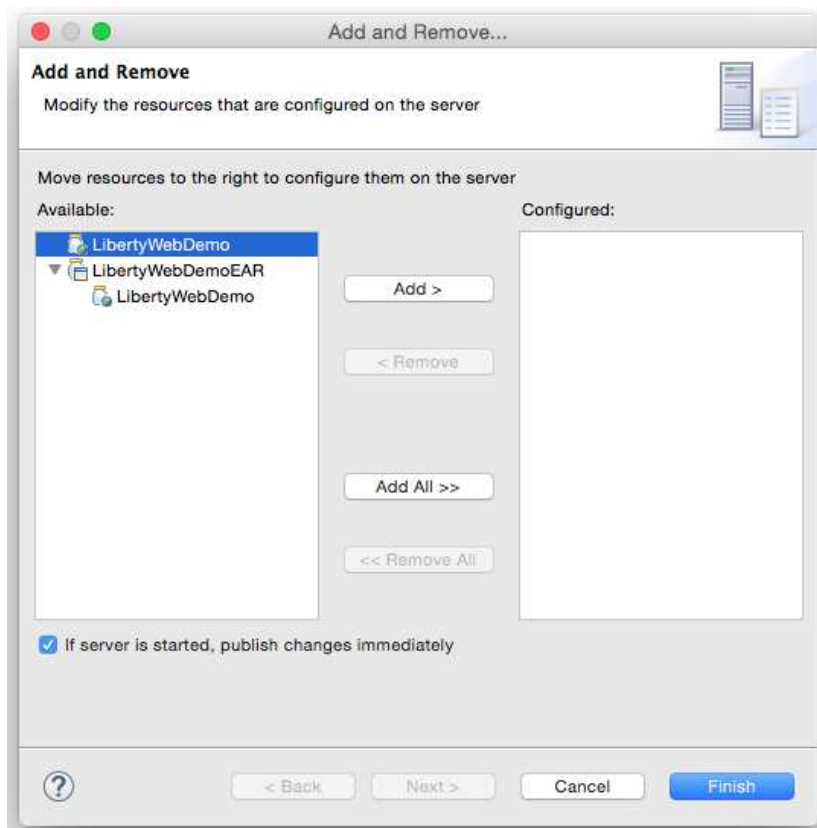 Add and Remove...
Add and Remove
Modify the resources that are configured on the server
Move resources to the right to configure them on the server
Available:
Configured:
LibertyWebDemo
LibertyWebDemoEAR
LibertyWebDemo
Add >
< Remove
Add All >>
<< Remove All
If server is started, publish changes immediately
?
< Back
Next >
Cancel
Finish